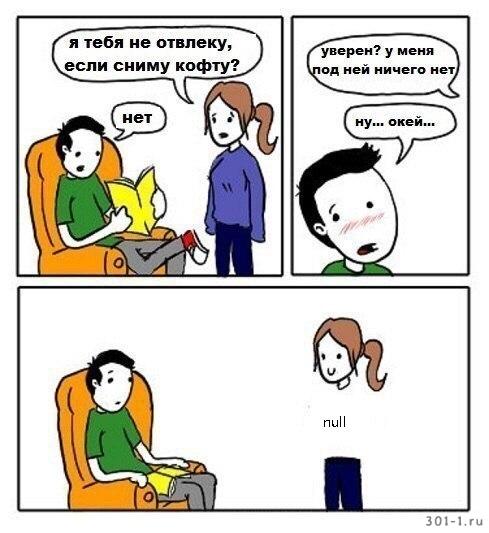 я тебя не отвлеку,
если сниму кофту?
нет
уверен? у меня
под ней ничего нет
ну... окей...
null
301-1.ru